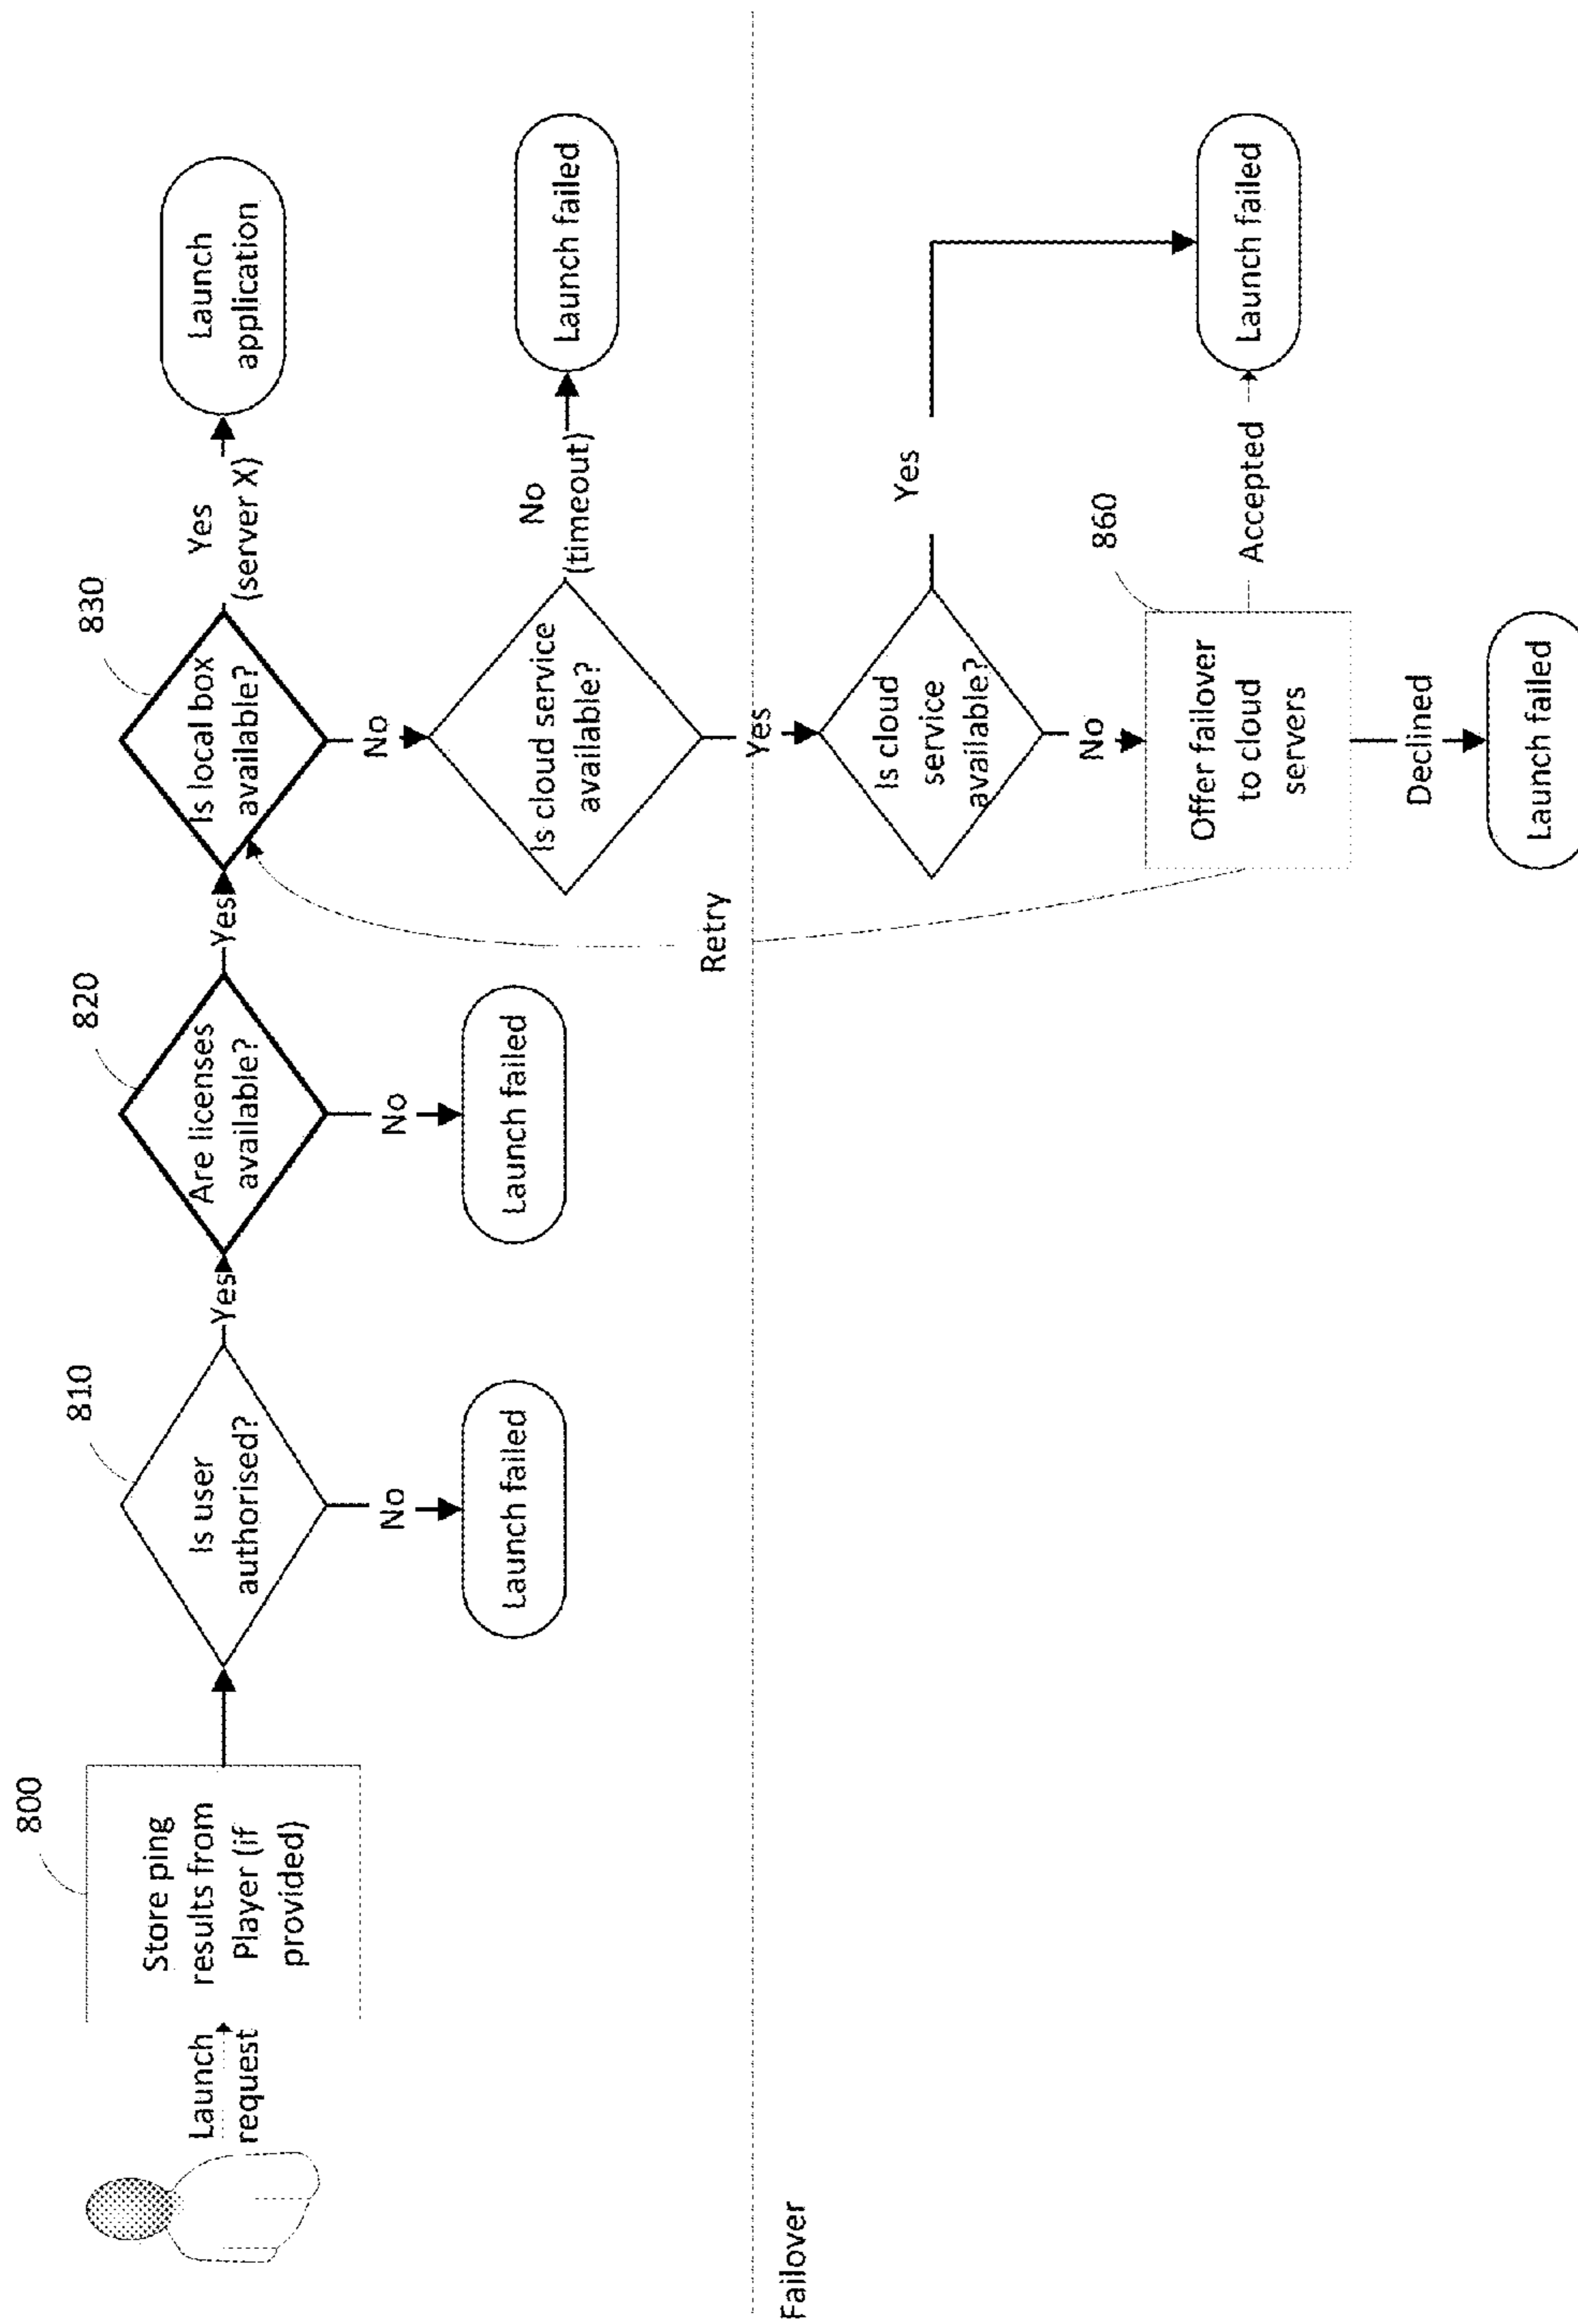 800
810
820
830
Launch
request
Store ping
results from
Player (if
provided)
Is user
authorised?
Yes
Are licenses
available?
Yes
Is local box
available?
Yes
(server X)
Launch
application
No
Launch failed
No
Launch failed
No
Is cloud service
available?
No
(timeout)
Launch failed
Retry
Yes
Failover
Is cloud
service
available?
Yes
No
860
Offer failover
to cloud
servers
Accepted
Launch failed
Declined
Launch failed